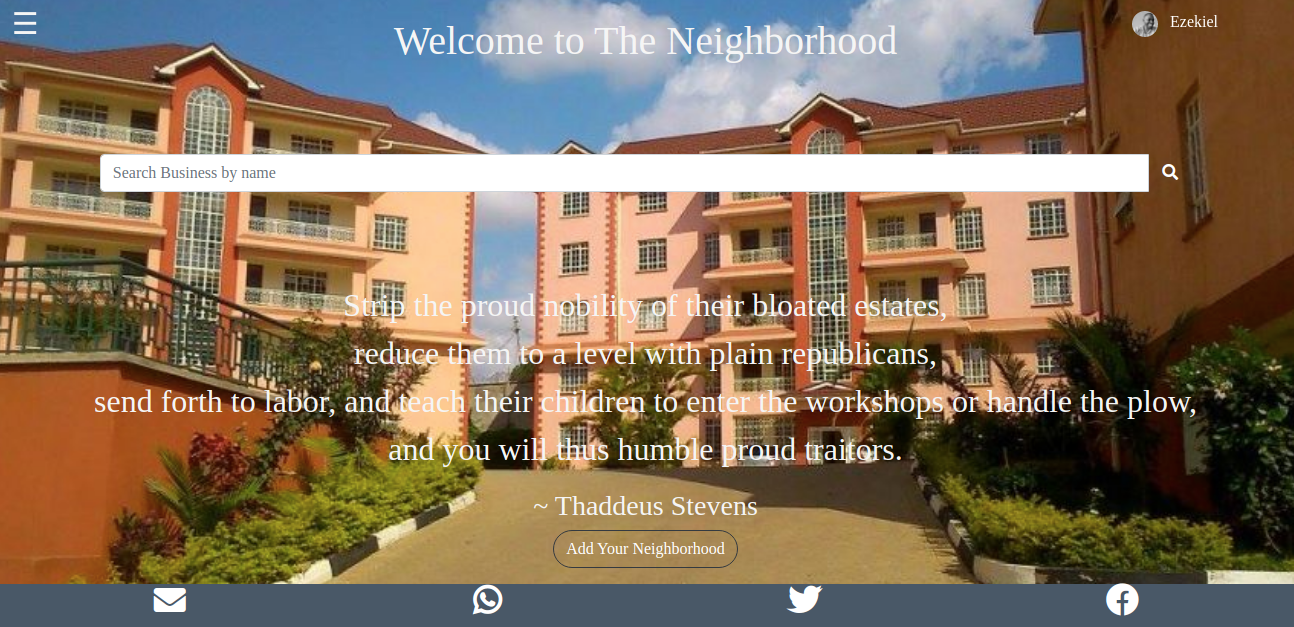 Welcome to The Neighborhood
Ezekiel
Search Business by name
Strip the proud nobility of their bloated estates,
reduce them to a level with plain republicans,
send forth to labor, and teach their children to enter the workshops or handle the plow,
and you will thus humble proud traitors.
~ Thaddeus Stevens
Add Your Neighborhood